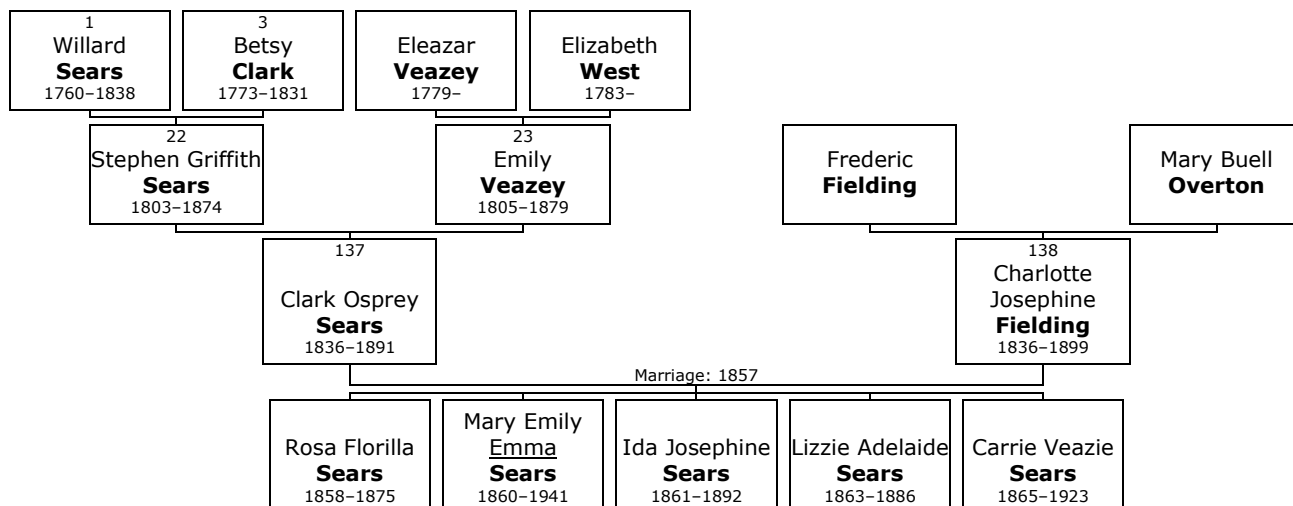 1
Willard
Sears
1760–1838
3
Betsy
Clark
1773–1831
Eleazar
Veazey
1779–
Elizabeth
West
1783–
22
Stephen Griffith
Sears
1803–1874
23
Emily
Veazey
1805–1879
Frederic
Fielding
Mary Buell
Overton
137
Clark Osprey
Sears
1836–1891
138
Charlotte
Josephine
Fielding
1836–1899
Marriage: 1857
Rosa Florilla
Sears
1858–1875
Mary Emily
Emma
Sears
1860–1941
Ida Josephine
Sears
1861–1892
Lizzie Adelaide
Sears
1863–1886
Carrie Veazie
Sears
1865–1923